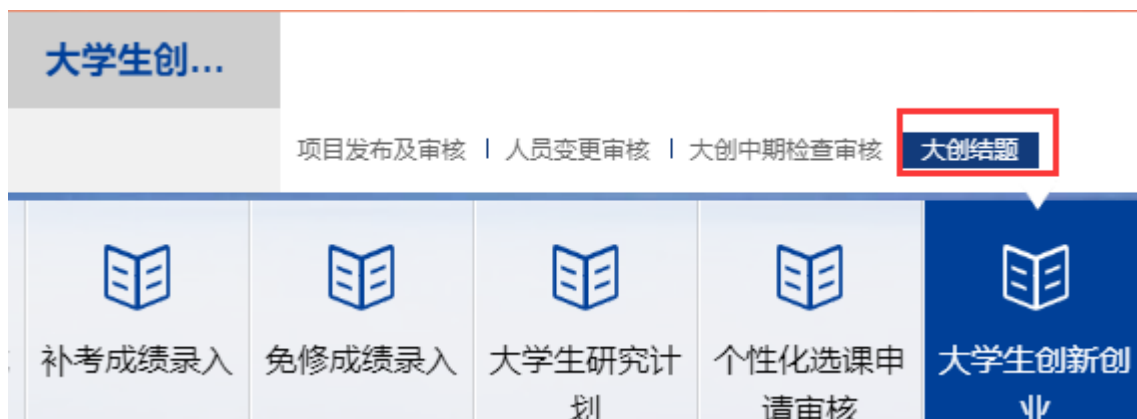 大学生创...
项目发布及审核 | 人员变更审核 | 大创中期检查审核 大创结题
补考成绩录入 免修成绩录入 大学生研究计 个性化选课申 大学生创新创
划 请审核 业